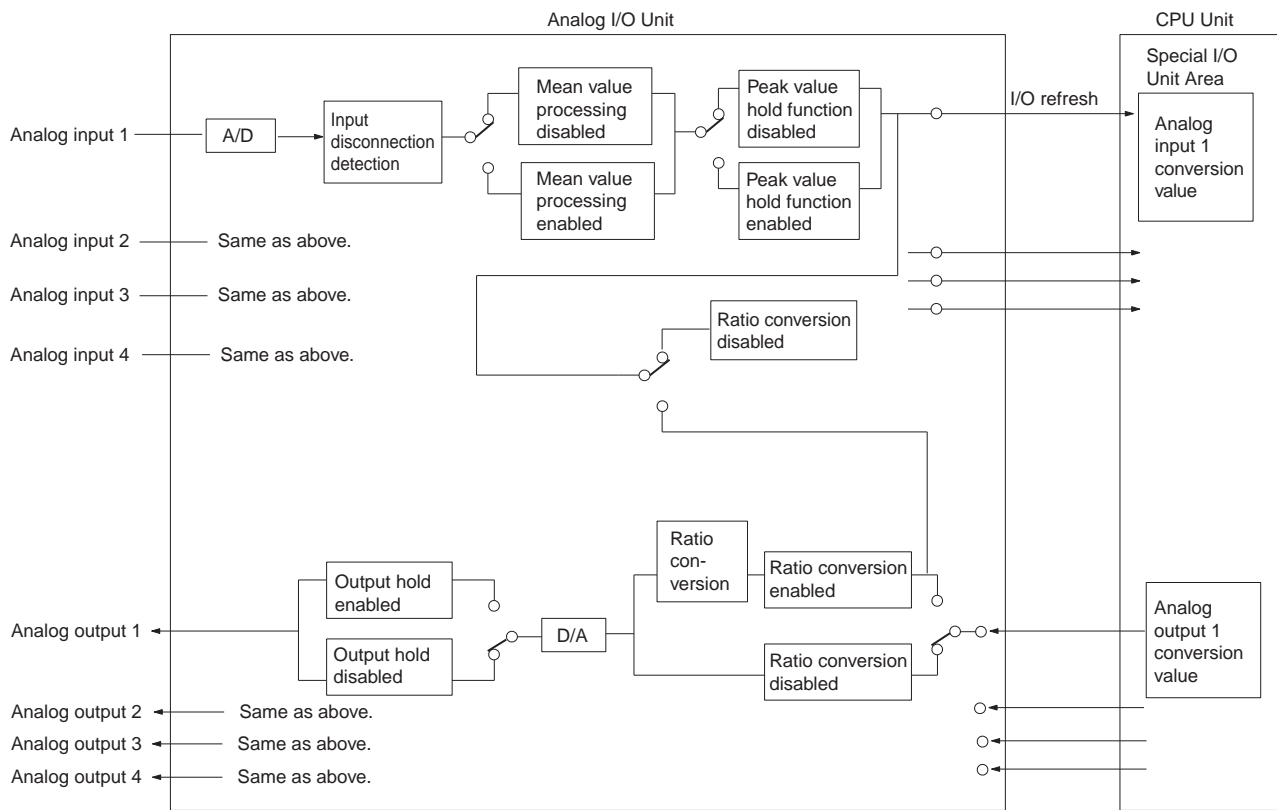 Analog I/O Unit
CPU Unit
Special I/O
Unit Area
I/O refresh
Analog input 1
A/D
Input
disconnection
detection
Mean value
processing
disabled
Mean value
processing
enabled
Peak value
hold function
disabled
Peak value
hold function
enabled
Analog
input 1
conversion
value
Analog input 2
Same as above.
Analog input 3
Same as above.
Analog input 4
Same as above.
Ratio conversion
disabled
Ratio
con-
version
Ratio conversion
enabled
Ratio conversion
disabled
Output hold
enabled
Output hold
disabled
D/A
Analog output 1
Analog
output 1
conversion
value
Analog output 2
Same as above.
Analog output 3
Same as above.
Analog output 4
Same as above.